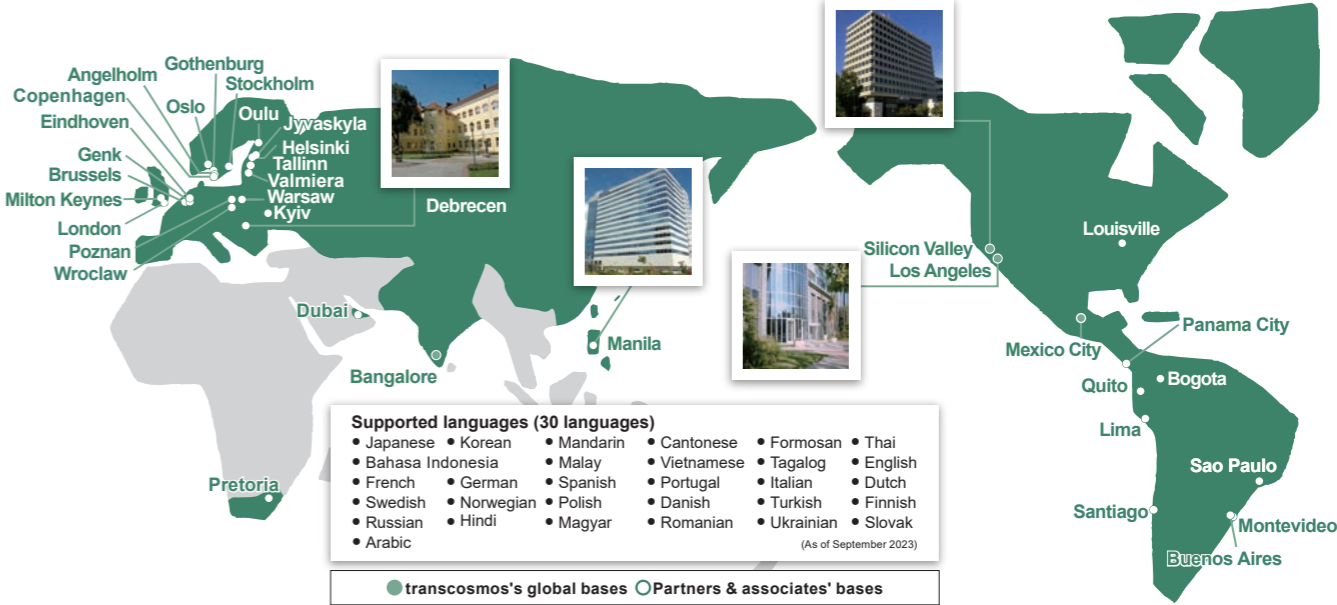 Gothenburg
Angelholm
Stockholm
Copenhagen
Oslo
Oulu
Eindhoven
Jyvaskyla
Helsinki
Genk
Tallinn
Brussels
Valmiera
Milton Keynes
Warsaw
Kyiv
London
Poznan
Wroclaw
Debrecen
Dubai
Bangalore
Manila
Pretoria
Silicon Valley
Los Angeles
Louisville
Mexico City
Panama City
Quito
Bogota
Lima
Sao Paulo
Santiago
Montevideo
Buenos Aires
Supported languages (30 languages)
• Japanese • Korean • Mandarin • Cantonese • Formosan • Thai
• Bahasa Indonesia • Malay • Vietnamese • Tagalog • English
• French • German • Spanish • Portugal • Italian • Dutch
• Swedish • Norwegian • Polish • Danish • Turkish • Finnish
• Russian • Hindi • Magyar • Romanian • Ukrainian • Slovak
• Arabic (As of September 2023)
transcosmos's global bases Partners & associates' bases